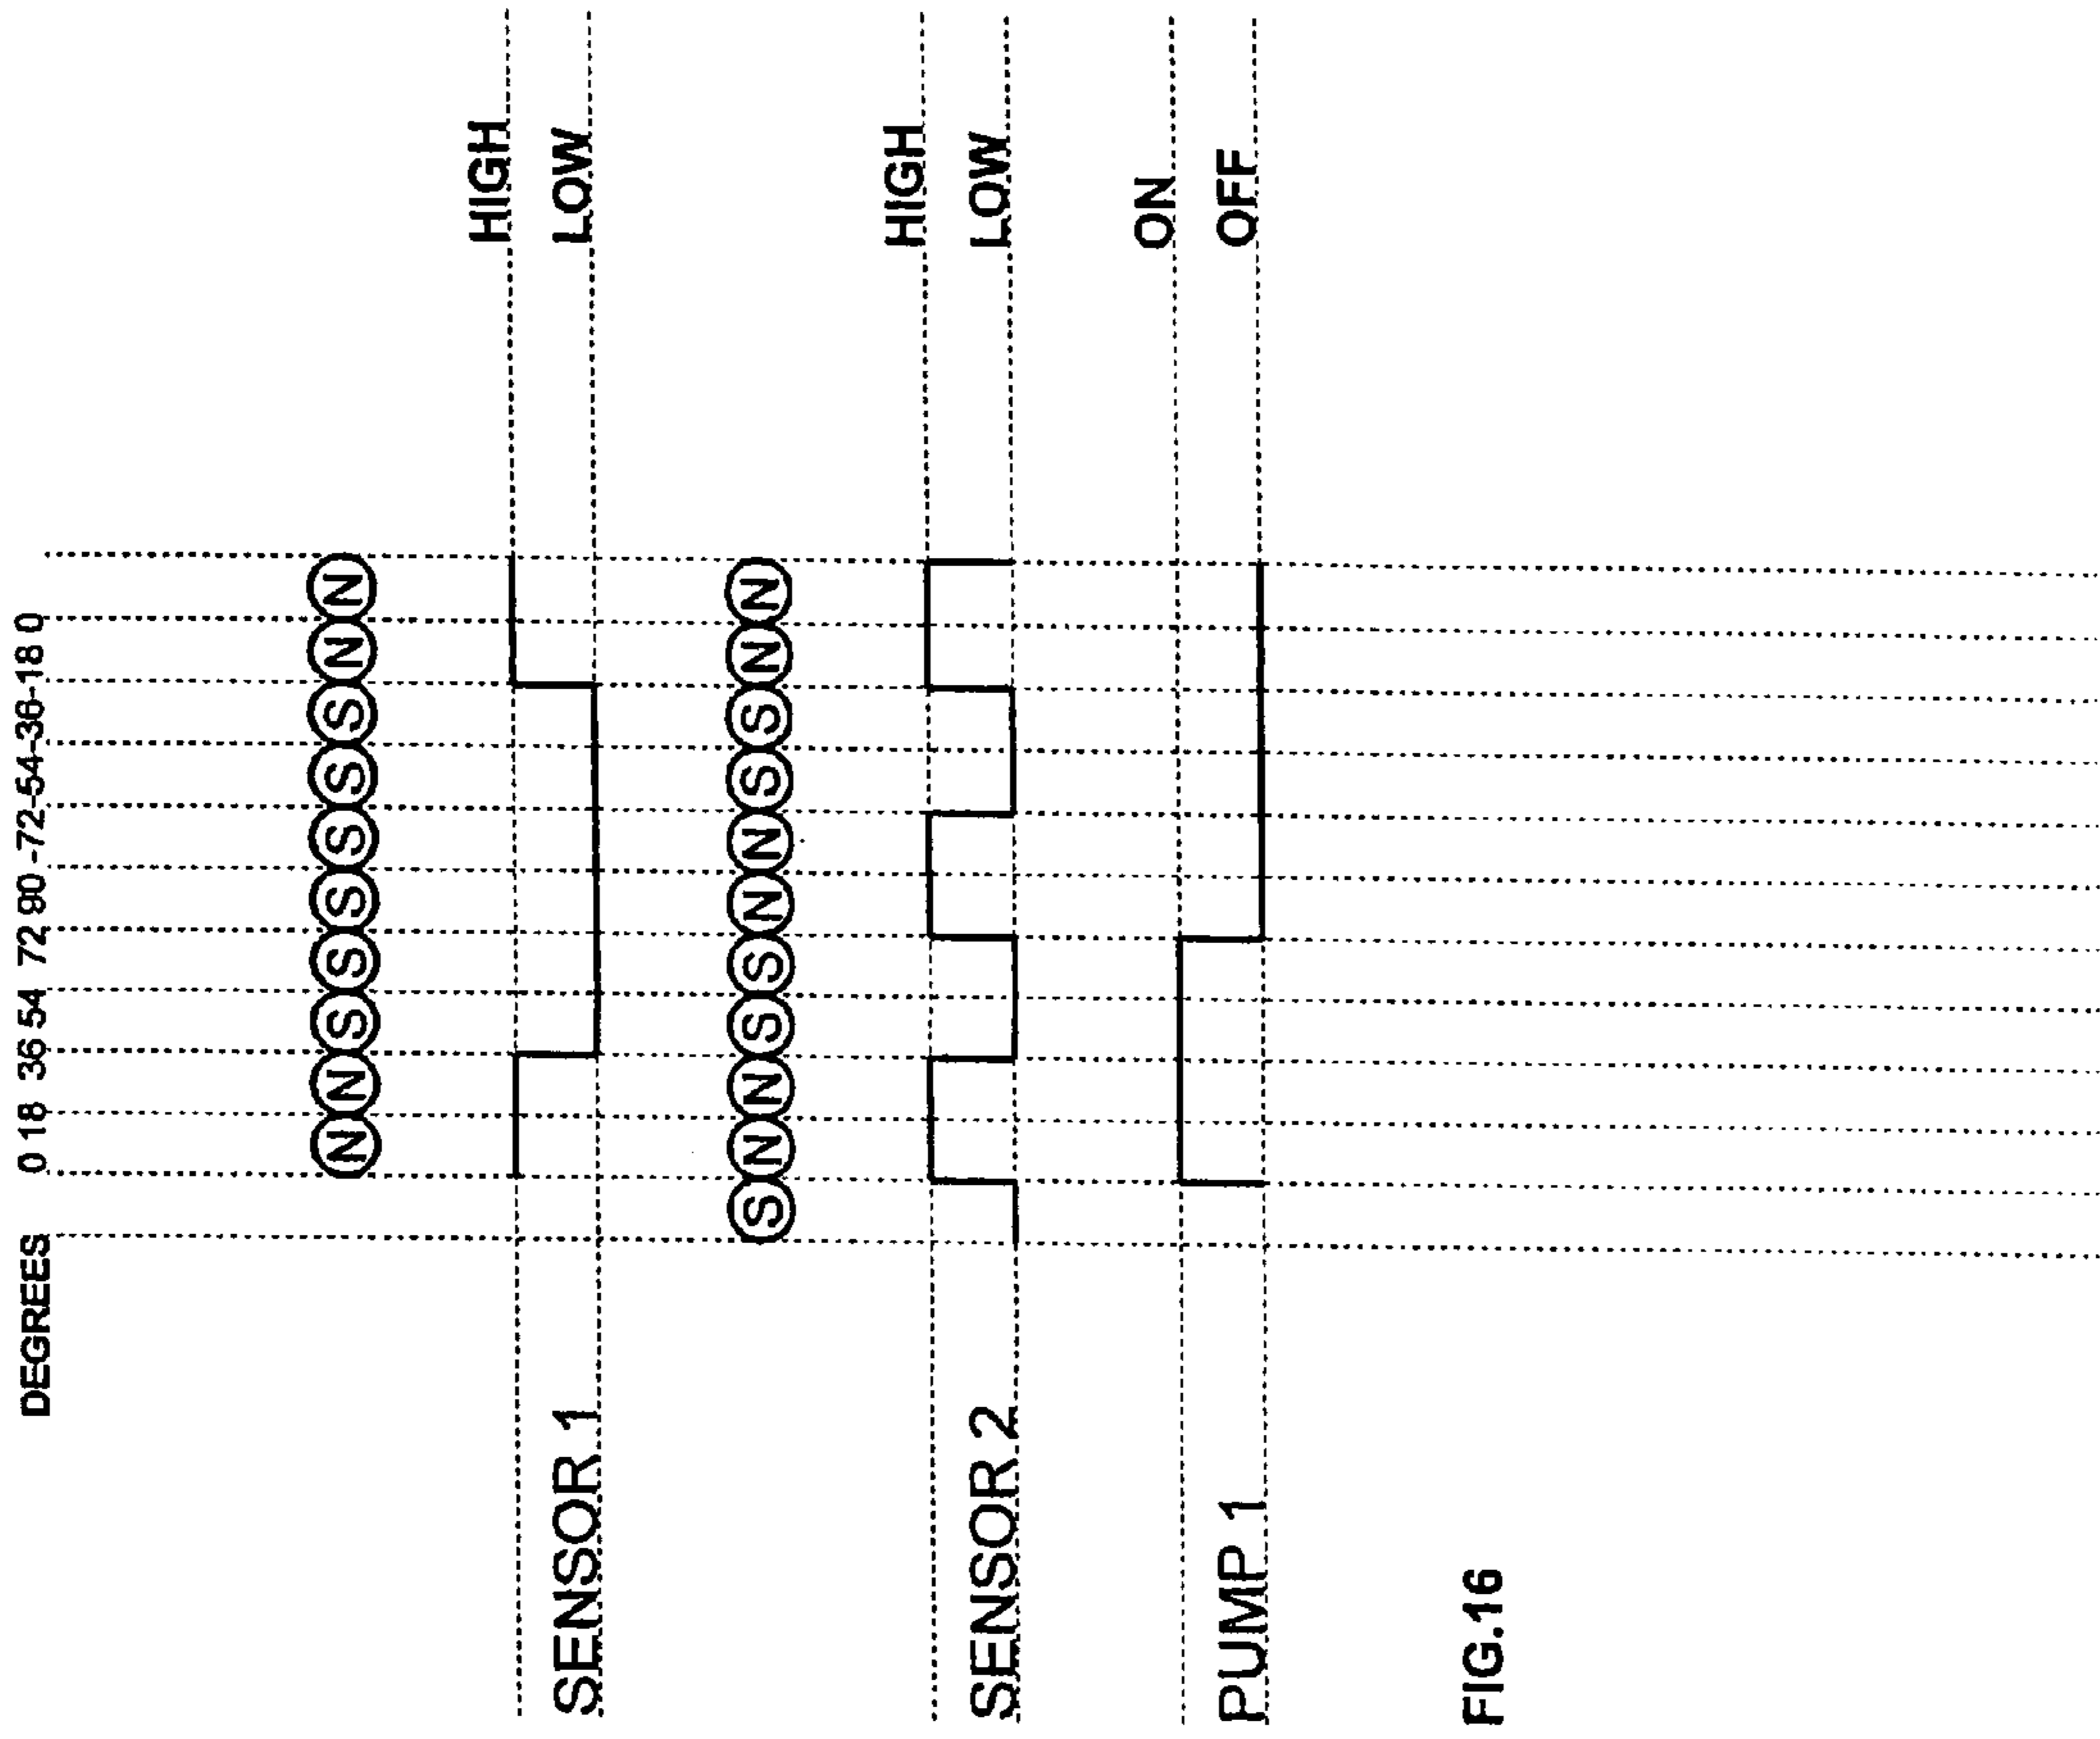 DEGREES 0 18 36 54 72 90 -72-54-36-18 0
N N S S S S S S N N
HIGH
SENSOR 1 LOW
S N N S S N N S S N N
HIGH
SENSOR 2 LOW
ON
PUMP 1 OFF
FIG.16